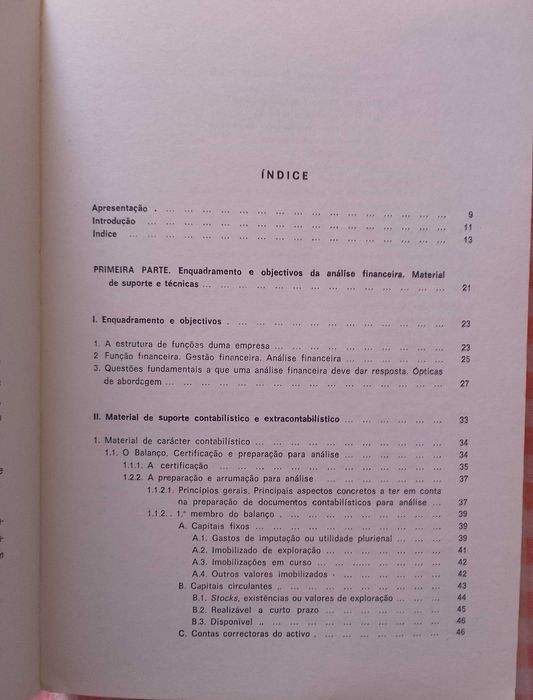 ÍNDICE
Apresentação . ... ... ... ... ... ... ... ... ... ... ... ... ... ... ... ... 9
Introdução ... ... ... ... ... ... ... ... ... ... ... ... ... ... ... ... ... 11
Indice ... ... ... ... ... ... ... ... ... ... ... ... ... ... ... ... ... ... 13
PRIMEIRA PARTE. Enquadramento e objectivos da análise financeira. Material
de suporte e técnicas ... ... ... ... ... ... ... ... ... ... ... ... ... 21
I. Enquadramento e objectivos . ... ... ... ... ... ... ... ... ... ... ... ... 23
1. A estrutura de funções duma empresa ... ... ... ... ... ... ... ... ... ... 23
2 Função financeira. Gestão financeira. Análise financeira ... ... ... ... ... ... 25
3. Questões fundamentais a que uma análise financeira deve dar resposta. Ópticas
de abordegem ... ... ... ... ... ... ... ... ... ... ... ... ... ... ... 27
II. Material de suporte contabilístico e extracontabilístico ... ... ... ... ... ... 33
1. Material de carácter contabilístico ... ... ... ... ... ... ... ... ... ... ... 34
1.1. O Balanço. Certificação e preparação para análise ... ... ... ... ... ... 34
1.1.1. A certificação ... ... ... ... ... ... ... ... ... ... ... ... 35
1.2.2. A preparação e arrumação para análise ... ... ... ... ... ... ... 37
1.1.2.1. Princípios gerais. Principais aspectos concretos a ter em conta
na preparação de documentos contabilísticos para análise ... ... 37
1.1.2.. 1.º membro do balanço . ... ... ... ... ... ... ... ... ... 39
A. Capitais fixos ... ... ... ... ... ... ... ... ... ... 39
A.1. Gastos de imputação ou utilidade plurienal ... ... ... 39
A.2. Imobilizado de exploração ... ... ... ... ... ... ... 41
A.3. Imobilizações em curso ... ... ... ...... ... ... ... 42
A.4. Outros valores imobilizados . ... ... ... ... ... ... 42
B. Capitais circulantes .. ... ... ... ... ... ... ... ... ... 43
B.1. Stocks, existências ou valores de exploração ... ... ... 44
B.2. Realizável a curto prazo ... ... ... ... ... ... ... 45
B.3. Disponível .. ... ... ... ... ... ... ... ... ... ... 46
C. Contas correctoras do activo . ... ... ... ... ... ... ... 46